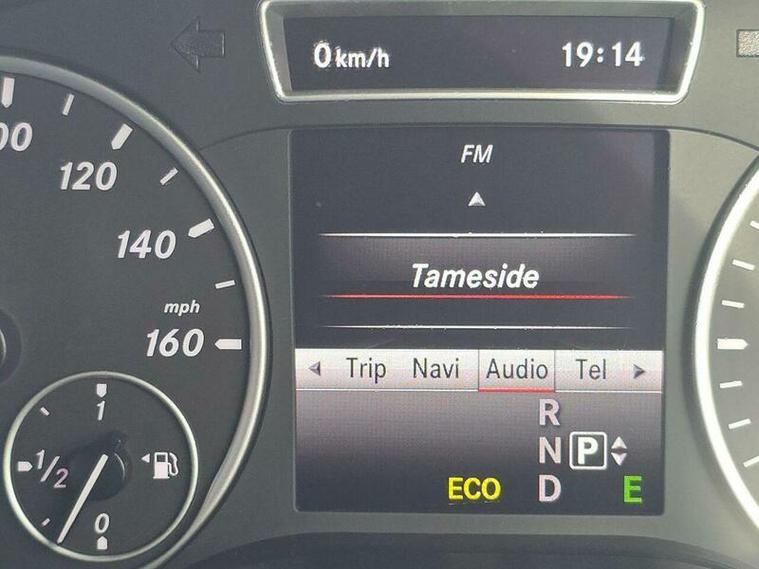 0 km/h 19:14
FM
00
120
140
mph
160
Tameside
Trip Navi Audio Tel
R
N P
ECO D E
1
1/2
0